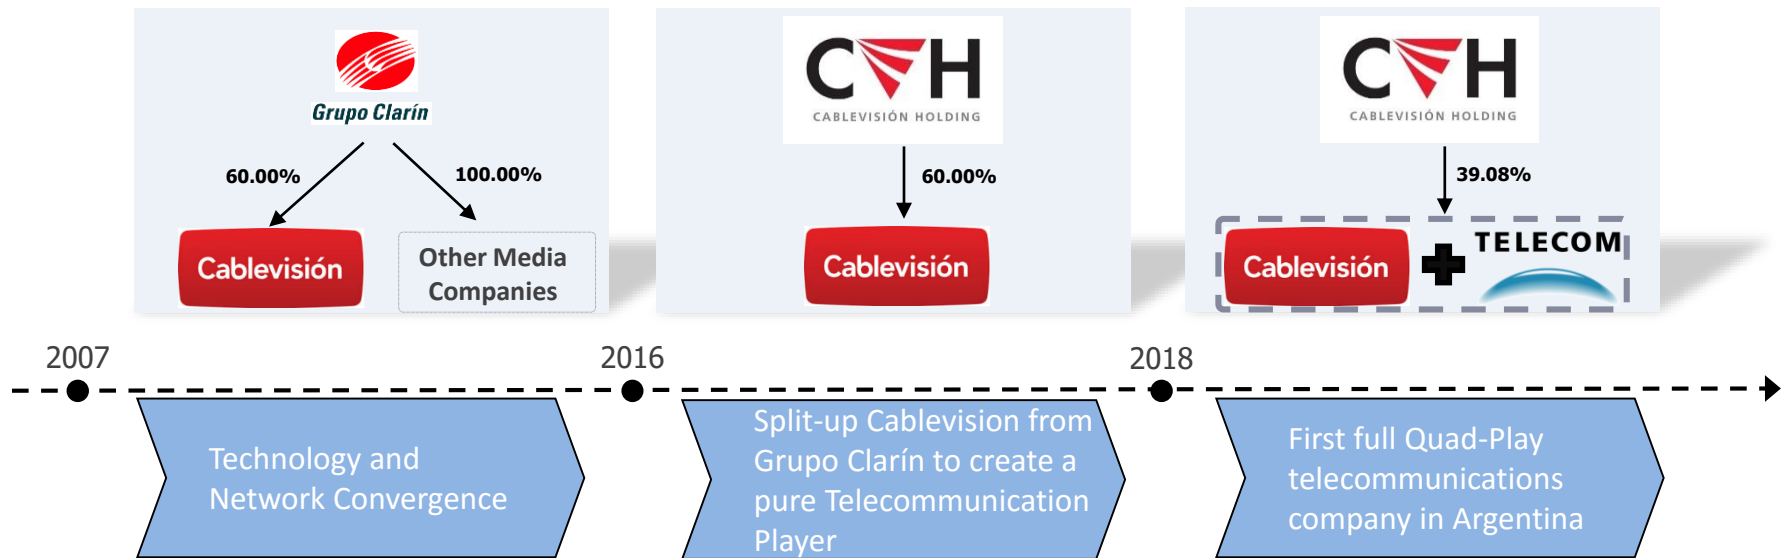 Grupo Clarín
60.00%
100.00%
Cablevisión
Other Media
Companies
CVH
CABLEVISIÓN HOLDING
60.00%
Cablevisión
CVH
CABLEVISIÓN HOLDING
39.08%
Cablevisión
TELECOM
2007
2016
2018
Technology and
Network Convergence
Split-up Cablevision from
Grupo Clarín to create a
pure Telecommunication
Player
First full Quad-Play
telecommunications
company in Argentina